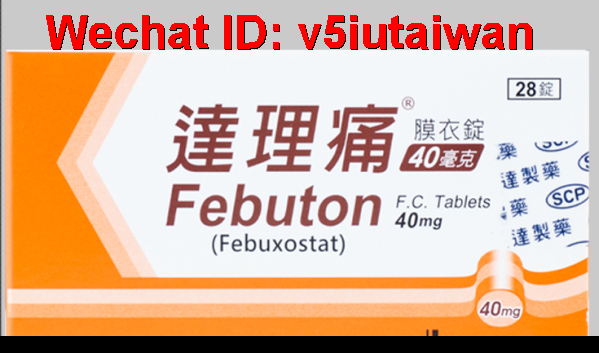 Wechat ID: v5iutaiwan
28錠
達理痛®
膜衣錠
40毫克
Febuton
F.C. Tablets
40mg
(Febuxostat)
藥
SCP
達製藥
藥
SCP
達製藥
40mg